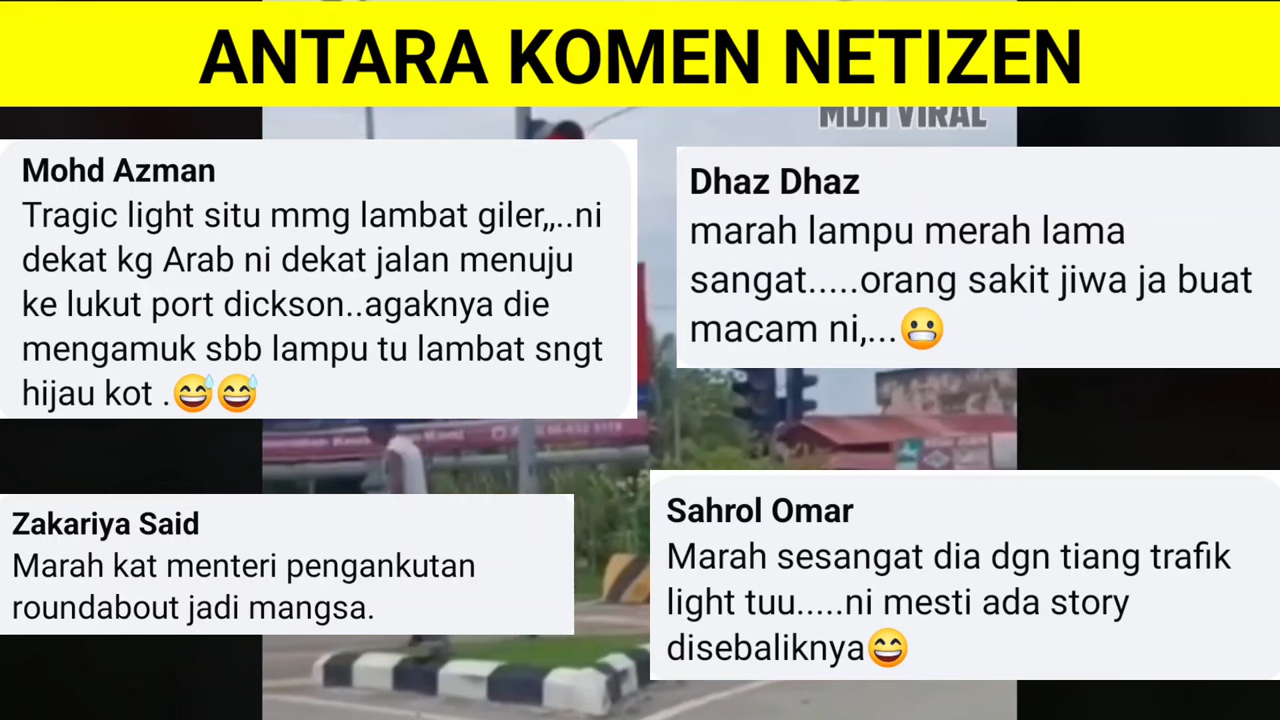 ANTARA KOMEN NETIZEN
MDH VIRAL
Mohd Azman
Tragic light situ mmg lambat giler,,..ni
dekat kg Arab ni dekat jalan menuju
ke lukut port dickson..agaknya die
mengamuk sbb lampu tu lambat sngt
hijau kot .😅😅
Dhaz Dhaz
marah lampu merah lama
sangat.....orang sakit jiwa ja buat
macam ni,...😬
Zakariya Said
Marah kat menteri pengankutan
roundabout jadi mangsa.
Sahrol Omar
Marah sesangat dia dgn tiang trafik
light tuu.....ni mesti ada story
disebaliknya😄